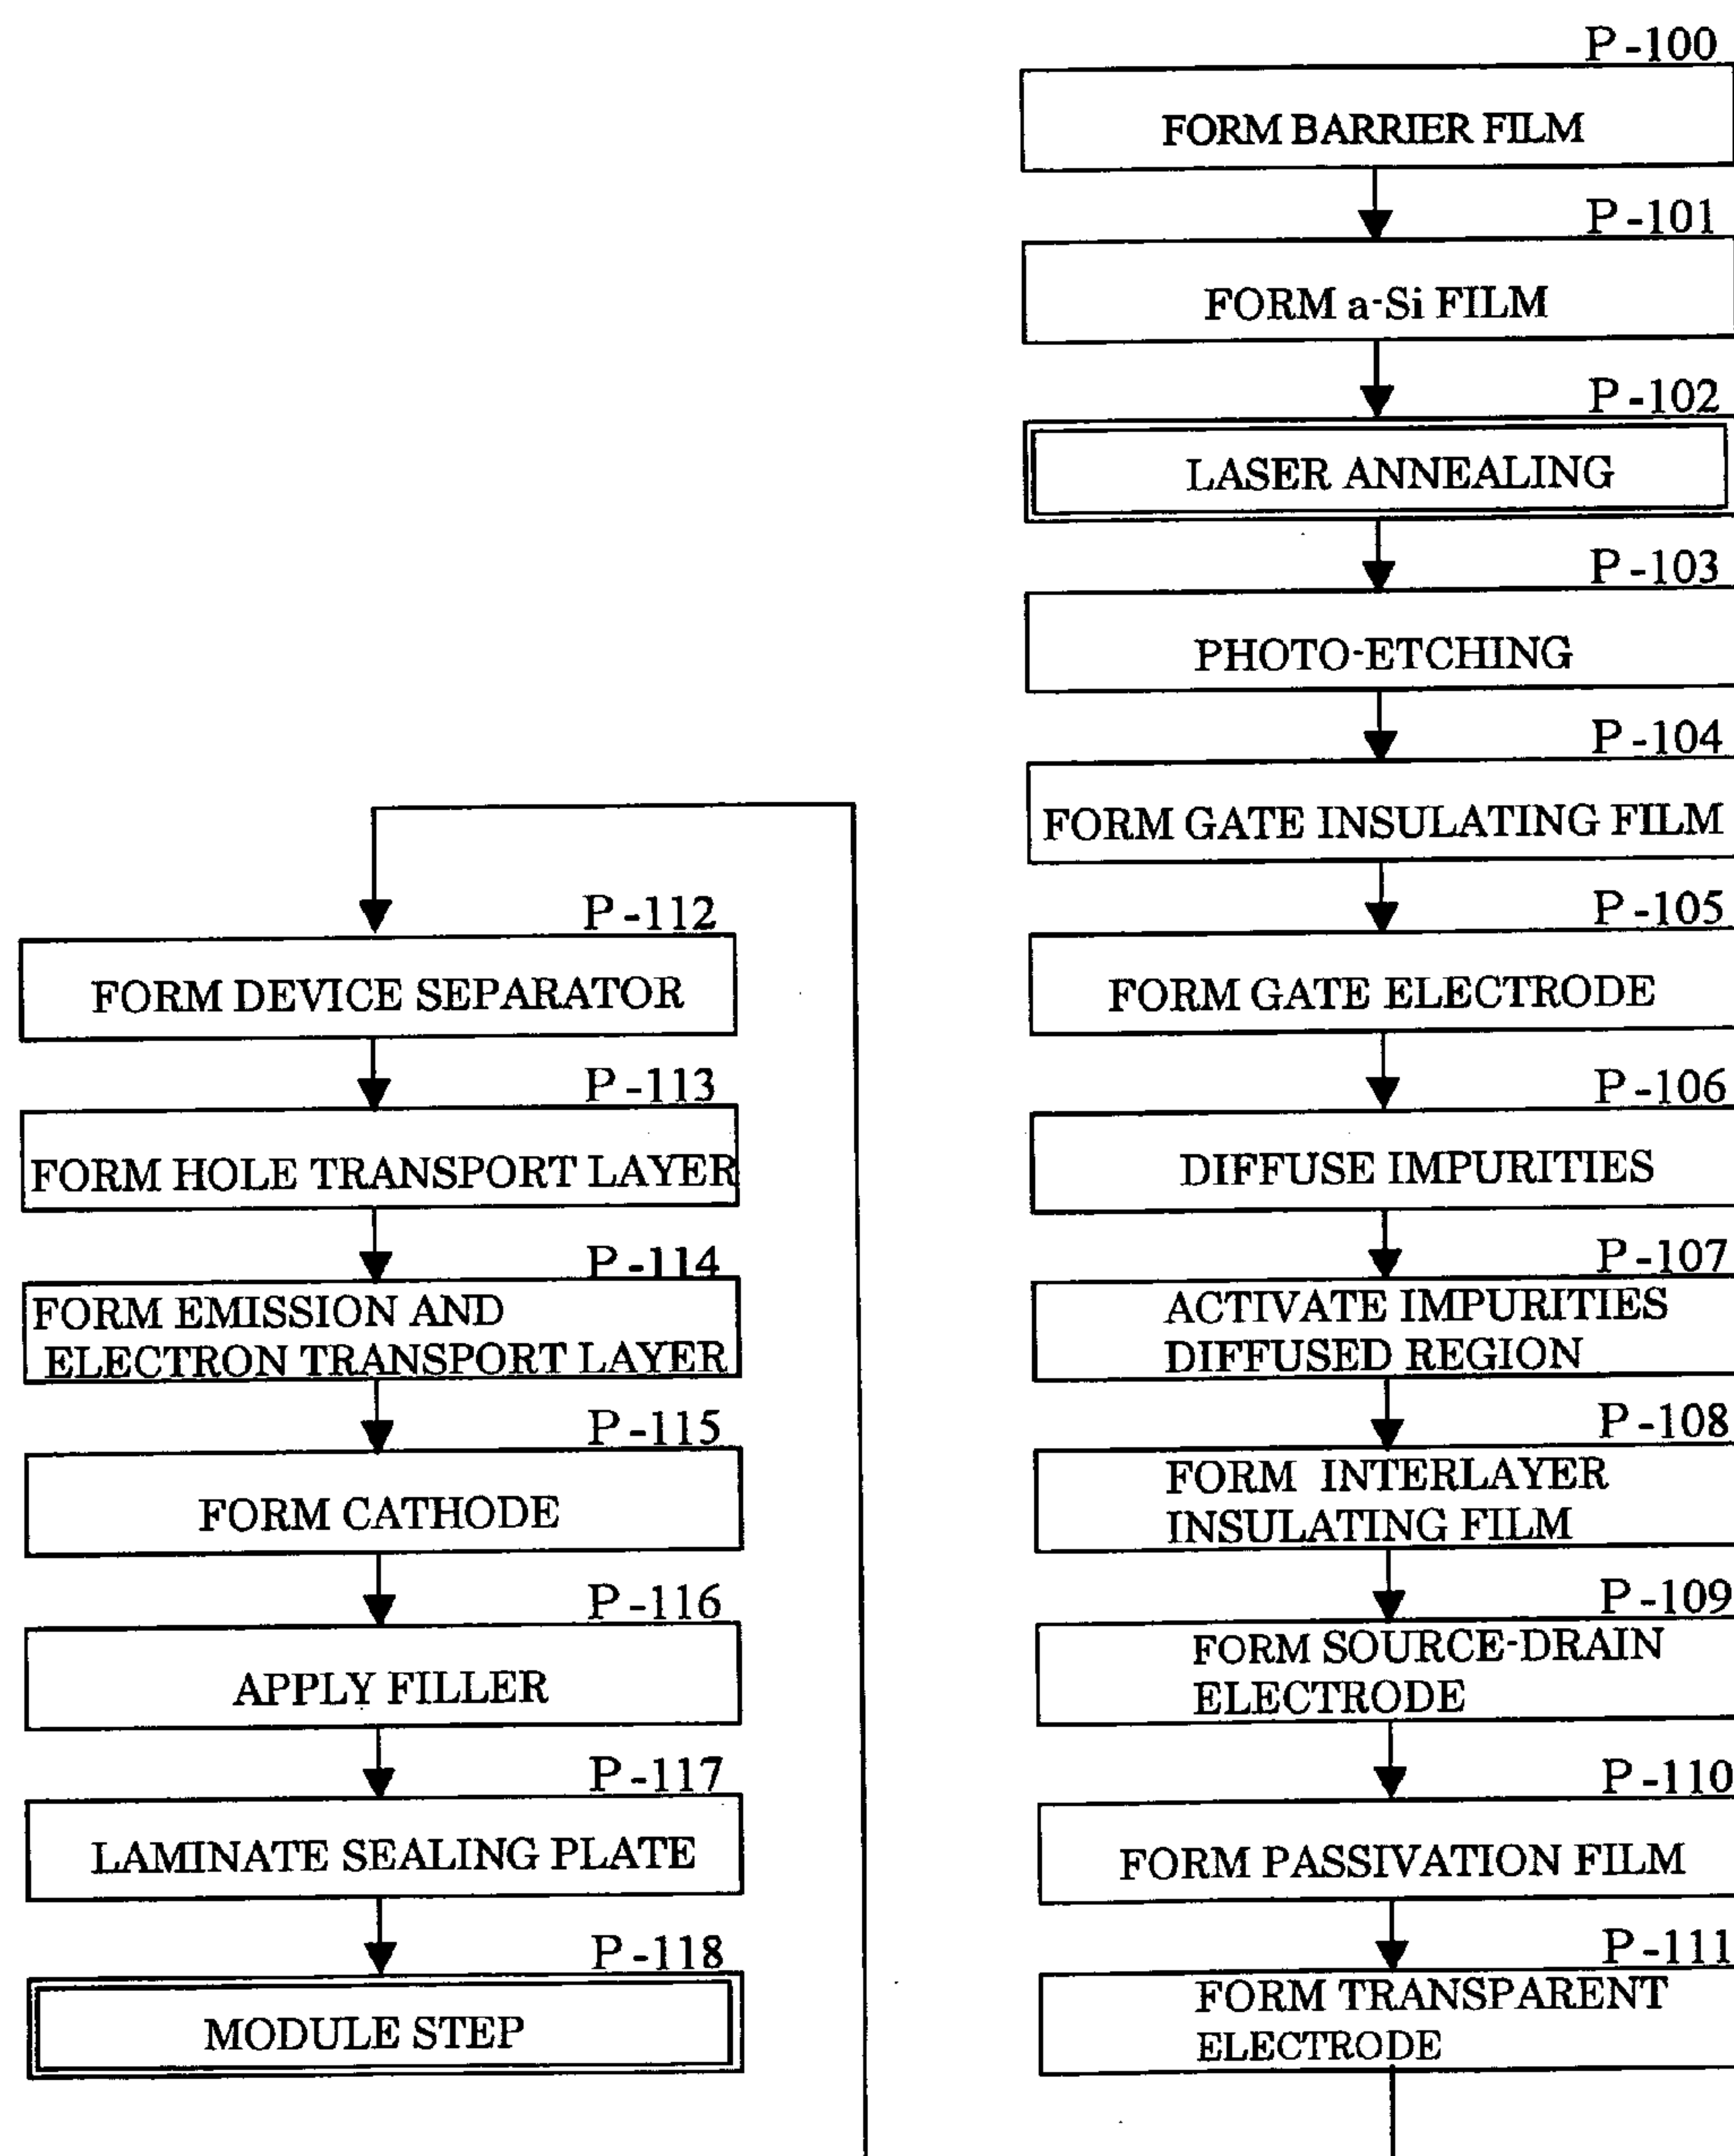 P-100
FORM BARRIER FILM
P-101
FORM a-Si FILM
P-102
LASER ANNEALING
P-103
PHOTO-ETCHING
P-104
FORM GATE INSULATING FILM
P-105
FORM GATE ELECTRODE
P-106
DIFFUSE IMPURITIES
P-107
ACTIVATE IMPURITIES
DIFFUSED REGION
P-108
FORM INTERLAYER
INSULATING FILM
P-109
FORM SOURCE-DRAIN
ELECTRODE
P-110
FORM PASSIVATION FILM
P-111
FORM TRANSPARENT
ELECTRODE
P-112
FORM DEVICE SEPARATOR
P-113
FORM HOLE TRANSPORT LAYER
P-114
FORM EMISSION AND
ELECTRON TRANSPORT LAYER
P-115
FORM CATHODE
P-116
APPLY FILLER
P-117
LAMINATE SEALING PLATE
P-118
MODULE STEP